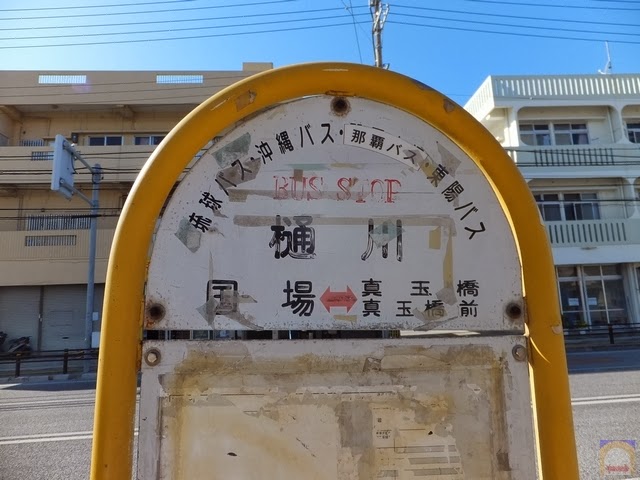 琉球バス・沖縄バス・那覇バス・東陽バス
BUS STOP
樋川
国場 ↔ 真玉橋
真玉橋前